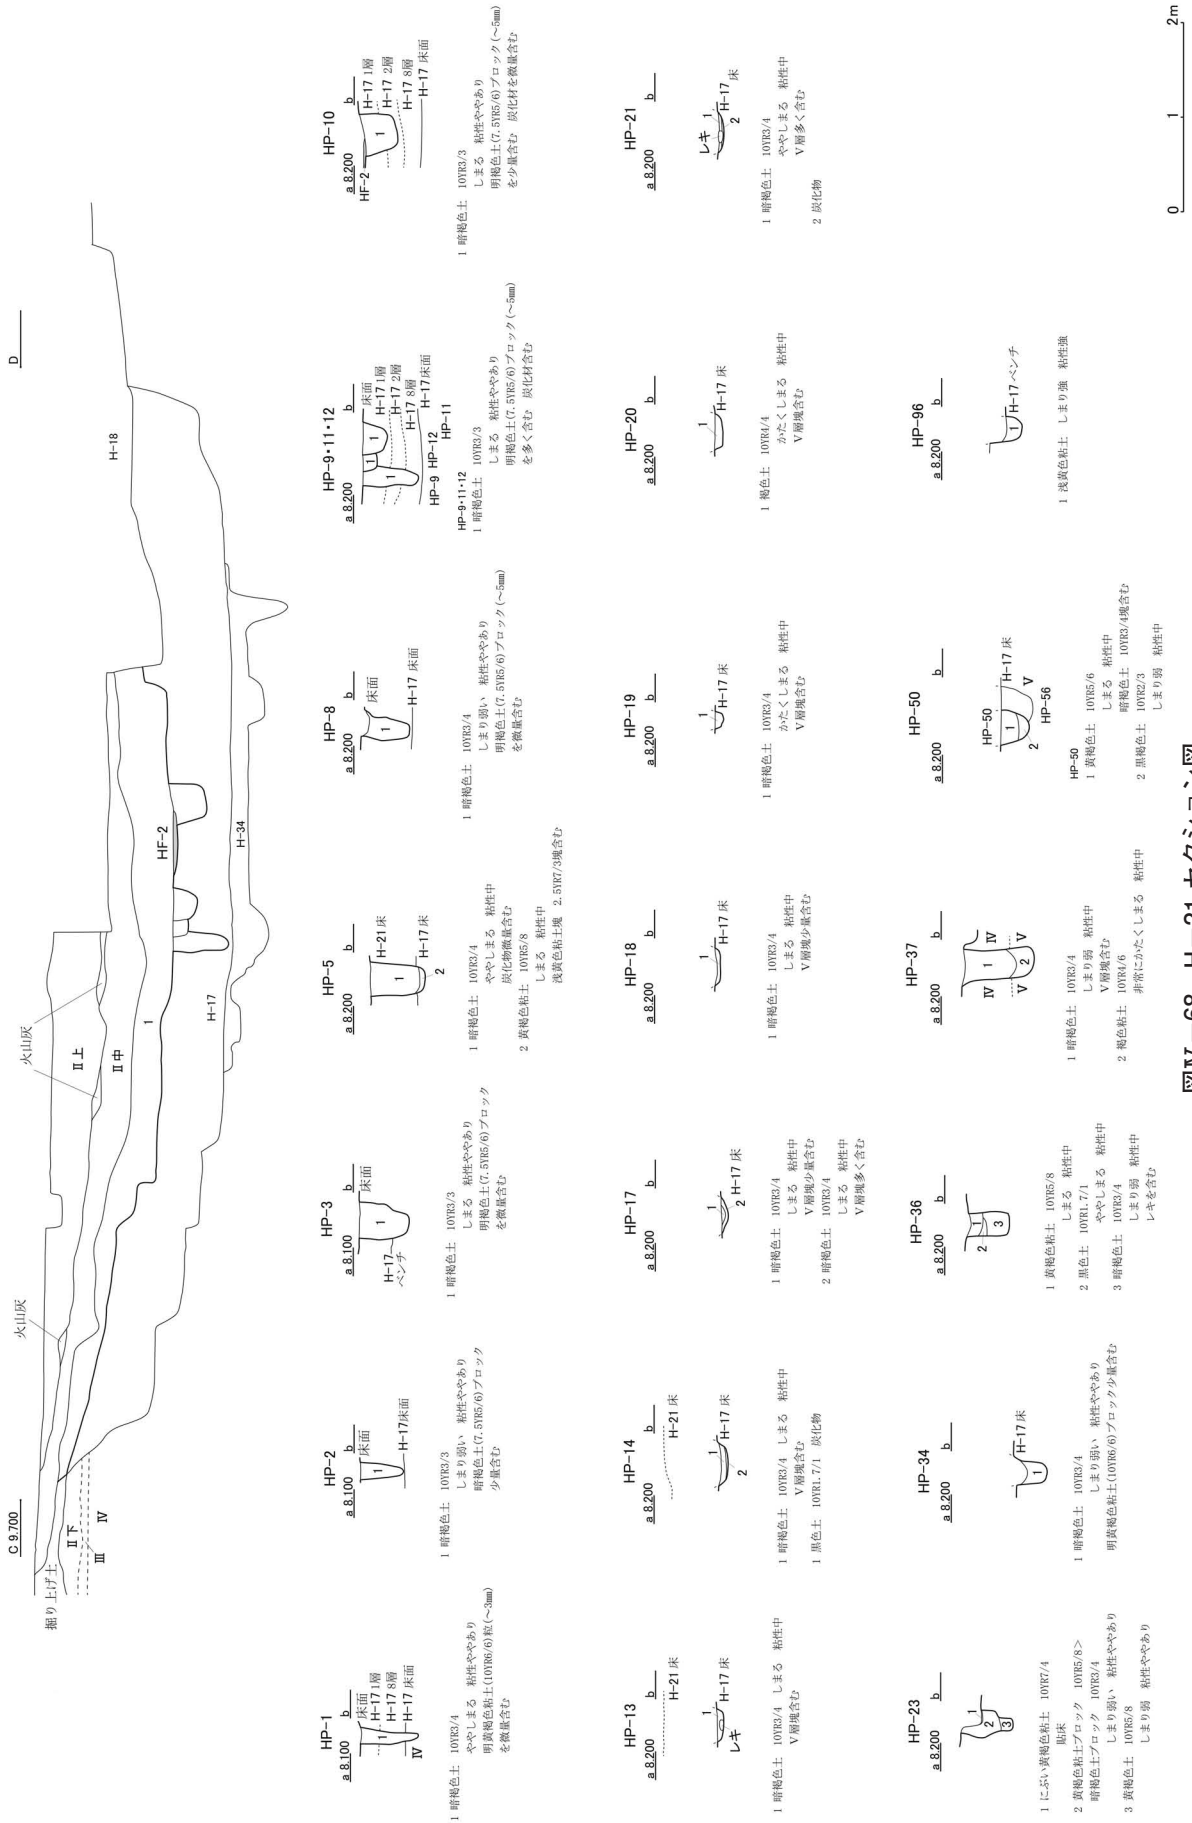 C 9.700
D
掘り上げ土
Ⅱ下
Ⅲ
Ⅳ
火山灰
火山灰
Ⅱ上
Ⅱ中
1
HF-2
H-17
H-34
H-18
HP-1
a 8.100 b
床面
H-17 1層
H-17 8層
H-17 床面
Ⅳ
1
1 暗褐色土 10YR3/4
ややしまる 粘性ややあり
明黄褐色粘土(10YR6/6)粒(~3mm)
を微量含む
HP-2
a 8.100 b
床面
1
H-17床面
1 暗褐色土 10YR3/3
しまり弱い 粘性ややあり
暗褐色土(7.5YR5/6)ブロック
少量含む
HP-3
a 8.100 b
床面
1
H-17
ベンチ
1 暗褐色土 10YR3/3
しまる 粘性ややあり
明褐色土(7.5YR5/6)ブロック
を微量含む
HP-5
a 8.200 b
H-21 床
1
H-17 床
2
1 暗褐色土 10YR3/4
ややしまる 粘性中
炭化物微量含む
2 黄褐色粘土 10YR5/8
しまる 粘性中
浅黄色粘土塊 2.5YR7/3塊含む
HP-8
a 8.200 b
床面
1
H-17 床面
1 暗褐色土 10YR3/4
しまり弱い 粘性ややあり
明褐色土(7.5YR5/6)ブロック(~5mm)
を微量含む
HP-9・11・12
a 8.200 b
床面
H-17 1層
H-17 2層
H-17 8層
H-17 床面
1
1
1
HP-9 HP-12
HP-11
HP-9・11・12
1 暗褐色土 10YR3/3
しまる 粘性ややあり
明褐色土(7.5YR5/6)ブロック(~5mm)
を多く含む 炭化材含む
HP-10
a 8.200 b
HF-2
H-17 1層
H-17 2層
H-17 8層
H-17 床面
1
1 暗褐色土 10YR3/3
しまる 粘性ややあり
明褐色土(7.5YR5/6)ブロック(~5mm)
を少量含む 炭化材を微量含む
HP-13
a 8.200 b
H-21 床
1
H-17 床
レキ
1 暗褐色土 10YR3/4 しまる 粘性中
Ⅴ層塊含む
HP-14
a 8.200 b
H-21 床
1
H-17 床
2
1 暗褐色土 10YR3/4 しまる 粘性中
Ⅴ層塊含む
1 黒色土 10YR1.7/1 炭化物
HP-17
a 8.200 b
1
2 H-17 床
1 暗褐色土 10YR3/4
しまる 粘性中
Ⅴ層塊少量含む
2 暗褐色土 10YR3/4
しまる 粘性中
Ⅴ層塊多く含む
HP-18
a 8.200 b
1
H-17 床
1 暗褐色土 10YR3/4
しまる 粘性中
Ⅴ層塊少量含む
HP-19
a 8.200 b
1
H-17 床
1 暗褐色土 10YR3/4
かたくしまる 粘性中
Ⅴ層塊含む
HP-20
a 8.200 b
1
H-17 床
1 褐色土 10YR4/4
かたくしまる 粘性中
Ⅴ層塊含む
HP-21
a 8.200 b
レキ 1
H-17 床
2
1 暗褐色土 10YR3/4
ややしまる 粘性中
Ⅴ層多く含む
2 炭化物
HP-23
a 8.200 b
1
2
3
1 にぶい黄褐色粘土 10YR7/4
貼床
2 黄褐色粘土ブロック 10YR5/8>
暗褐色土ブロック 10YR3/4
しまり弱い 粘性ややあり
3 黄褐色土 10YR5/8
しまり弱 粘性ややあり
HP-34
a 8.200 b
H-17 床
1
1 暗褐色土 10YR3/4
しまり弱い 粘性ややあり
明黄褐色粘土(10YR6/6)ブロック少量含む
HP-36
a 8.200 b
1
2
3
1 黄褐色粘土 10YR5/8
しまる 粘性中
2 黒色土 10YR1.7/1
ややしまる 粘性中
3 暗褐色土 10YR3/4
しまり弱 粘性中
レキを含む
HP-37
a 8.200 b
Ⅳ 1 Ⅳ
Ⅴ 2 Ⅴ
1 暗褐色土 10YR3/4
しまり弱 粘性中
Ⅴ層塊含む
2 褐色粘土 10YR4/6
非常にかたくしまる 粘性中
HP-50
a 8.200 b
HP-50
H-17 床
1
2
Ⅴ
HP-56
HP-50
1 黄褐色土 10YR5/6
しまる 粘性中
暗褐色土 10YR3/4塊含む
2 黒褐色土 10YR2/3
しまり弱 粘性中
HP-96
a 8.200 b
H-17 ベンチ
1
1 浅黄色粘土 しまり強 粘性強
0 1 2m
図Ⅳ-68 H-21 セクション図